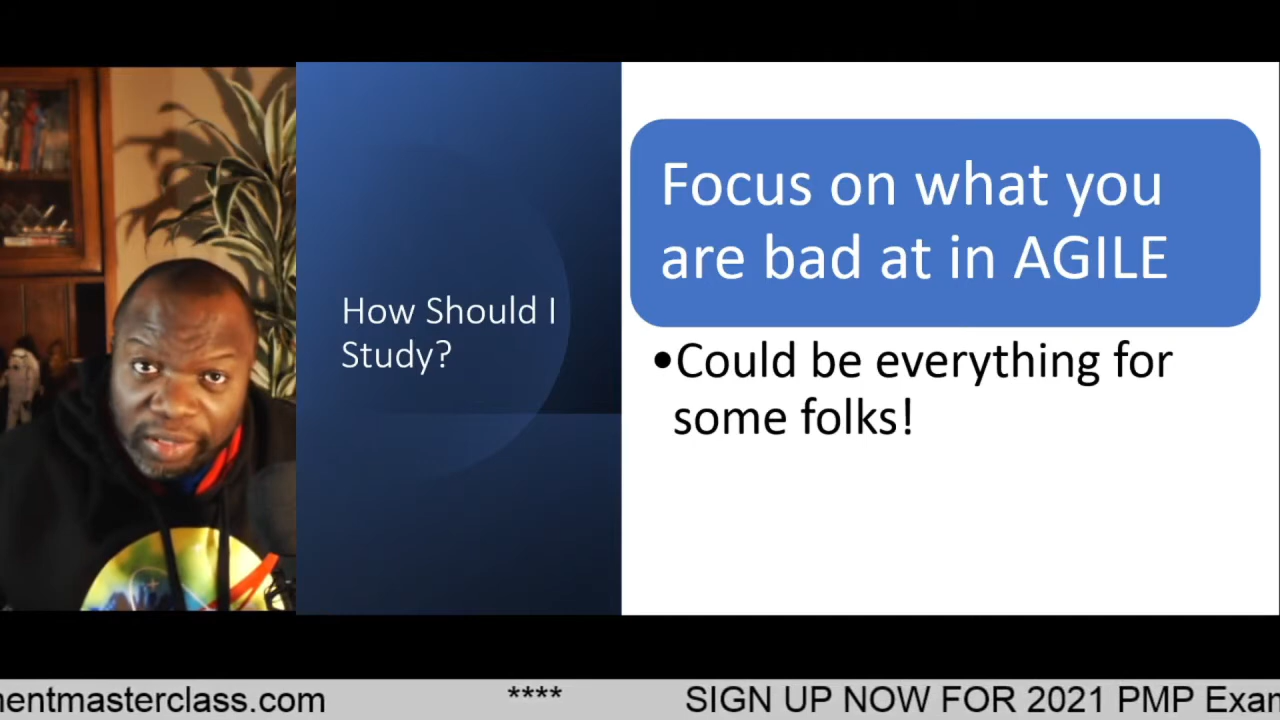 How Should I
Study?
Focus on what you
are bad at in AGILE
•Could be everything for
some folks!
nentmasterclass.com **** SIGN UP NOW FOR 2021 PMP Exan